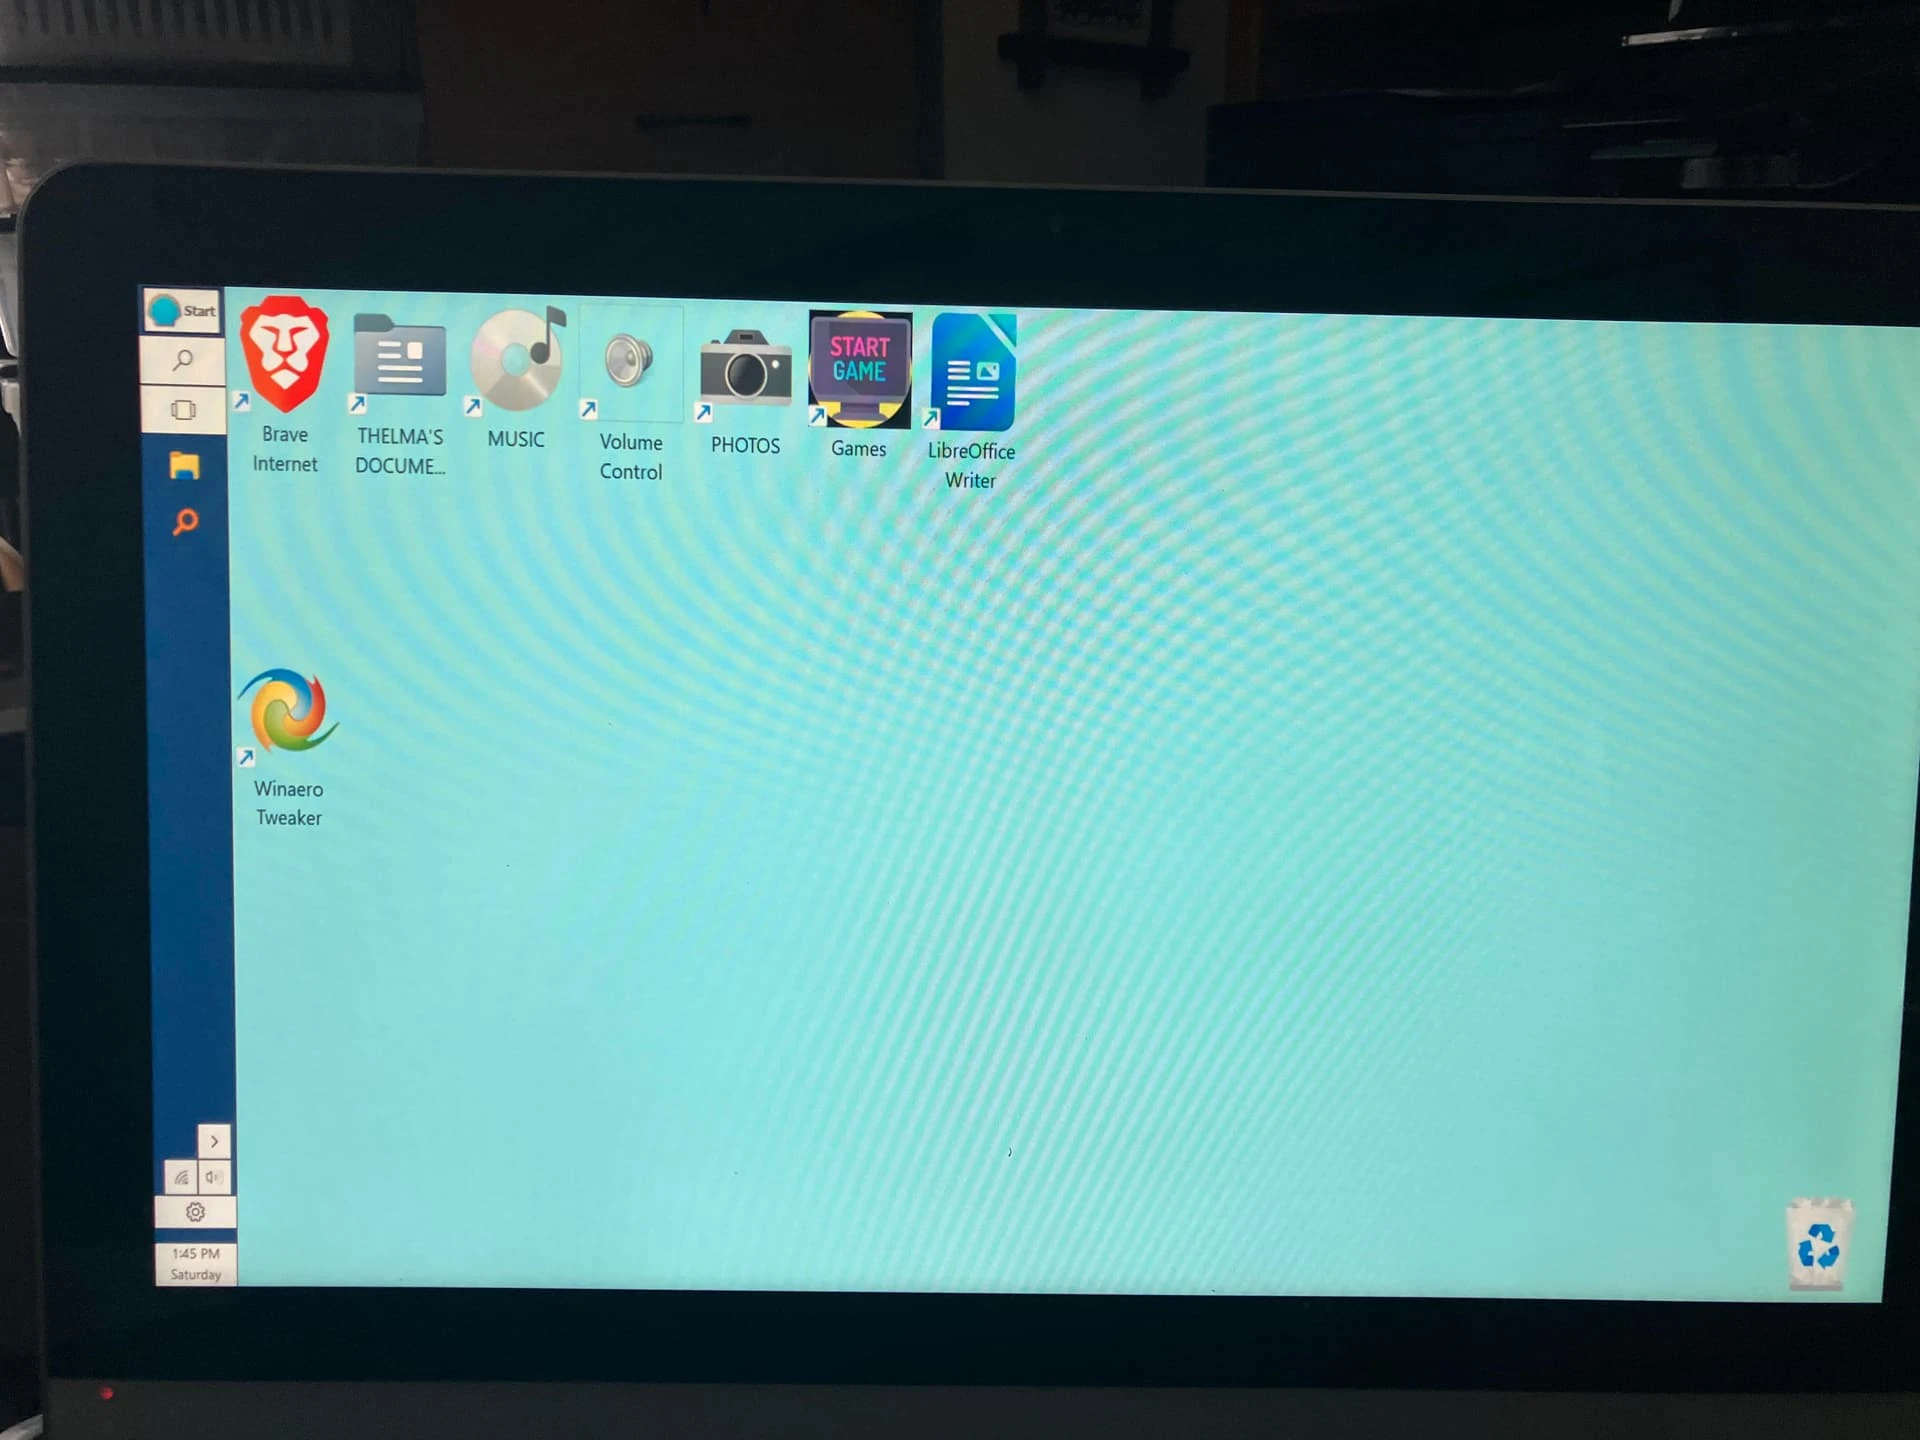 Start
Brave
Internet
THELMA'S
DOCUME...
MUSIC
Volume
Control
PHOTOS
START
GAME
Games
LibreOffice
Writer
Winaero
Tweaker
1:45 PM
Saturday